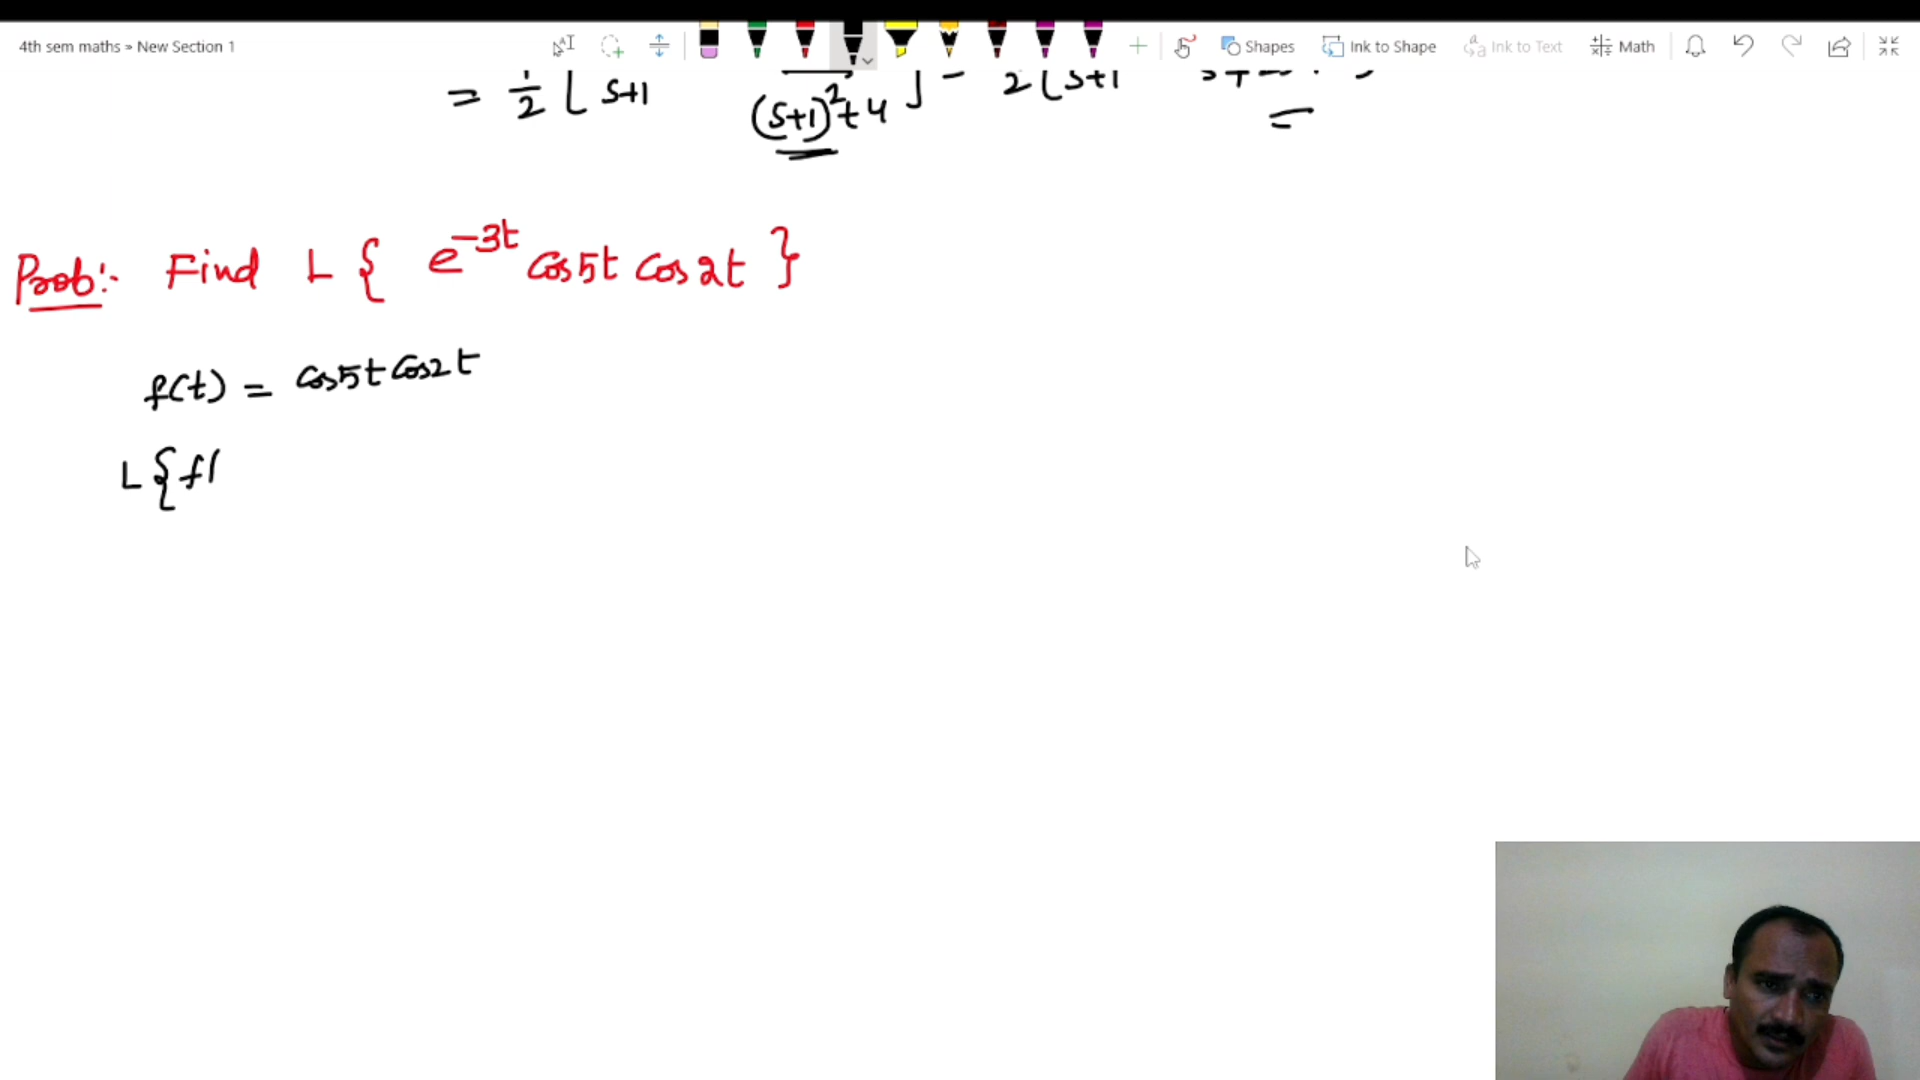 4th sem maths » New Section 1
Shapes Ink to Shape Ink to Text Math
= 1/2 [ s+1 (s+1)²+4 ] - 2 [ s+1
Prob:- Find L { e^-3t cos5t cos2t }
f(t) = cos5t cos2t
L{f(